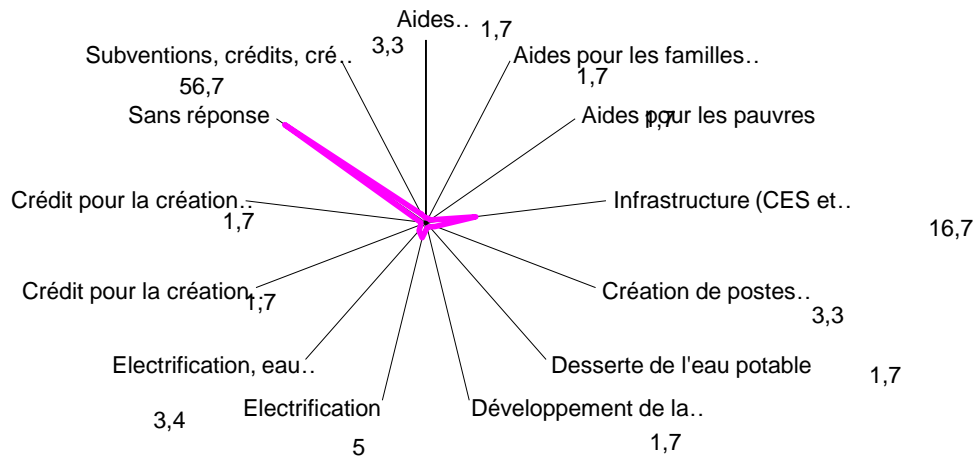 Aides..
1,7
3,3
Subventions, crédits, cré..
Aides pour les familles..
1,7
56,7
Sans réponse
Aides pour les pauvres
1,7
Crédit pour la création..
1,7
Infrastructure (CES et..
16,7
Crédit pour la création..
1,7
Création de postes..
3,3
Electrification, eau..
3,4
Desserte de l'eau potable
1,7
Electrification
5
Développement de la..
1,7